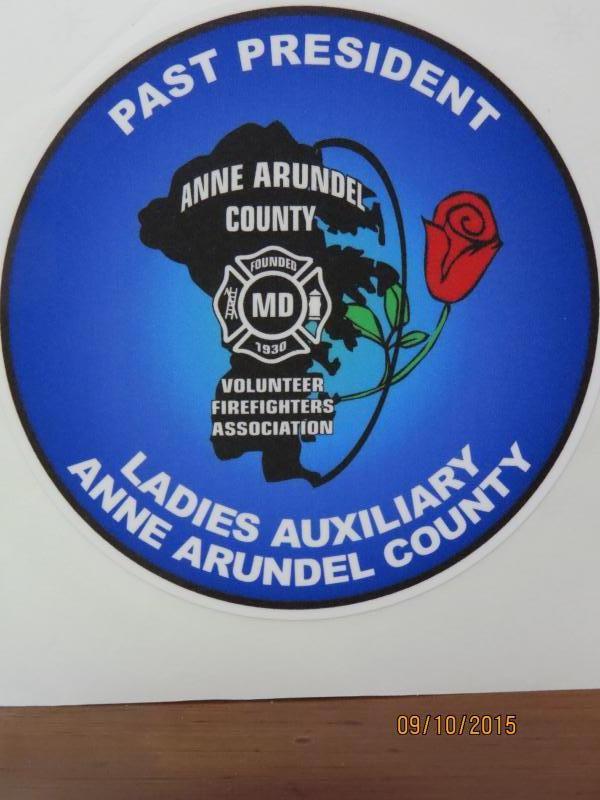 PAST PRESIDENT
ANNE ARUNDEL
COUNTY
FOUNDED
MD
1930
VOLUNTEER
FIREFIGHTERS
ASSOCIATION
LADIES AUXILIARY
ANNE ARUNDEL COUNTY
09/10/2015